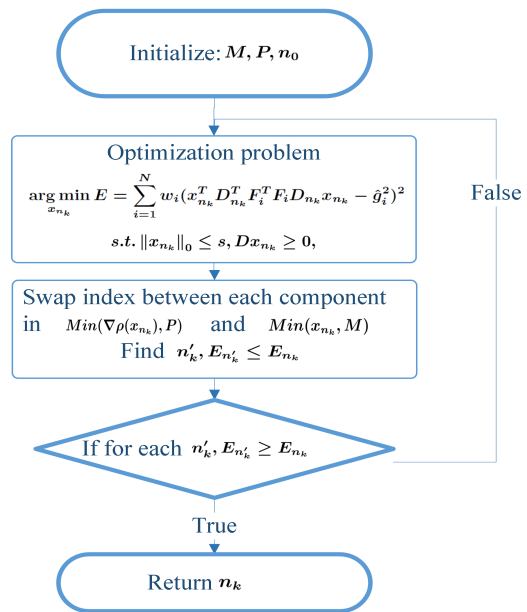 Initialize: M, P, n₀
Optimization problem
arg min E = ∑ w_i(x_{n_k}^T D_{n_k}^T F_i^T F_i D_{n_k} x_{n_k} − ĝ_i^2)^2
x_{n_k} i=1 N
s.t. ‖x_{n_k}‖₀ ≤ s, Dx_{n_k} ≥ 0,
False
Swap index between each component
in Min(∇ρ(x_{n_k}), P) and Min(x_{n_k}, M)
Find n′_k, E_{n′_k} ≤ E_{n_k}
If for each n′_k, E_{n′_k} ≥ E_{n_k}
True
Return n_k